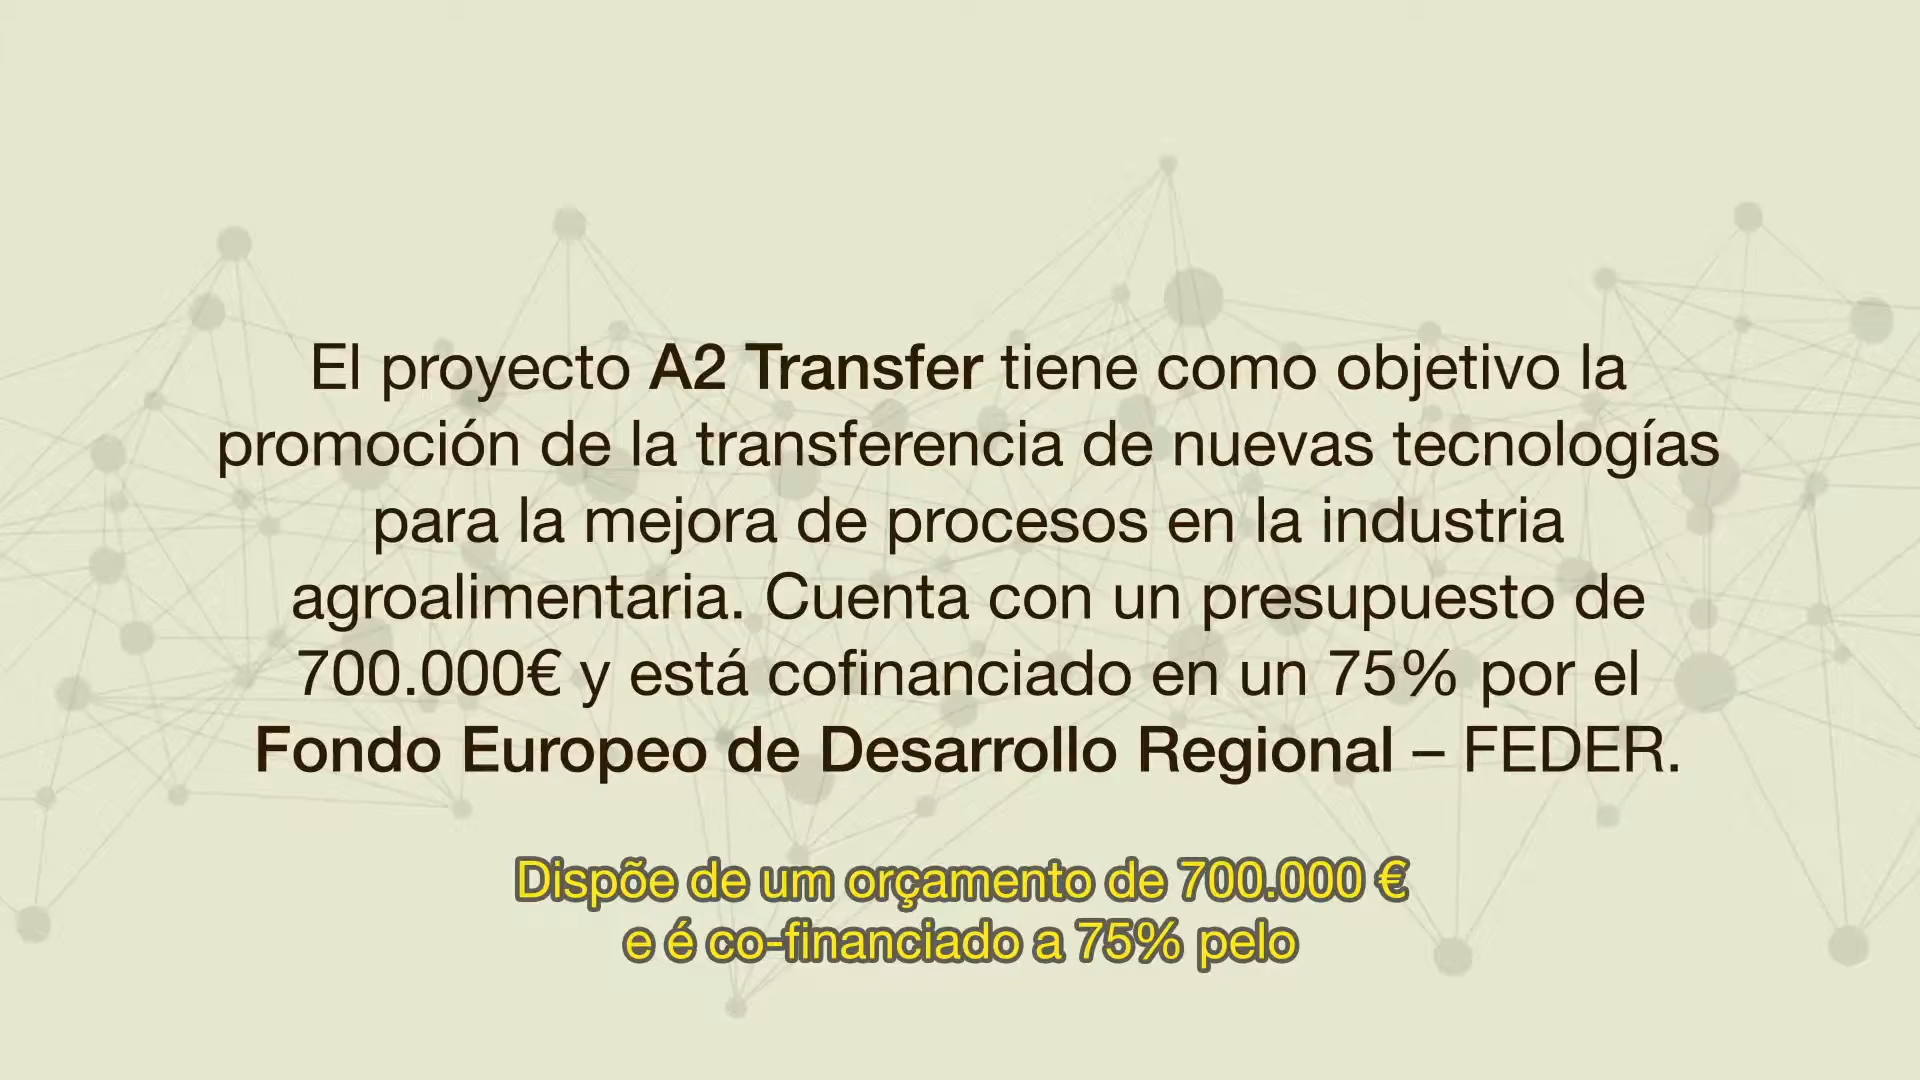 El proyecto A2 Transfer tiene como objetivo la
promoción de la transferencia de nuevas tecnologías
para la mejora de procesos en la industria
agroalimentaria. Cuenta con un presupuesto de
700.000€ y está cofinanciado en un 75% por el
Fondo Europeo de Desarrollo Regional – FEDER.
Dispõe de um orçamento de 700.000 €
e é co-financiado a 75% pelo